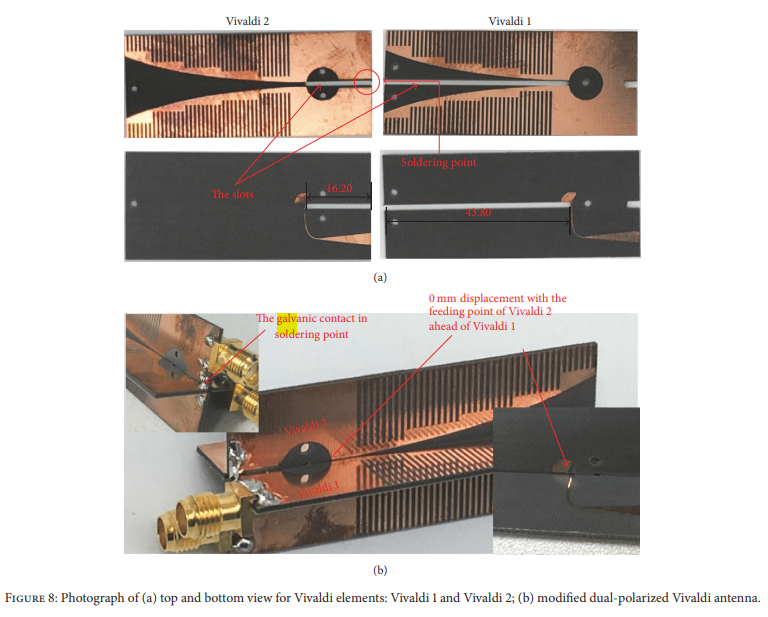 Vivaldi 2
Vivaldi 1
Soldering point
The slots
16.20
43.80
(a)
The galvanic contact in
soldering point
0 mm displacement with the
feeding point of Vivaldi 2
ahead of Vivaldi 1
Vivaldi 2
Vivaldi 1
(b)
FIGURE 8: Photograph of (a) top and bottom view for Vivaldi elements: Vivaldi 1 and Vivaldi 2; (b) modified dual-polarized Vivaldi antenna.